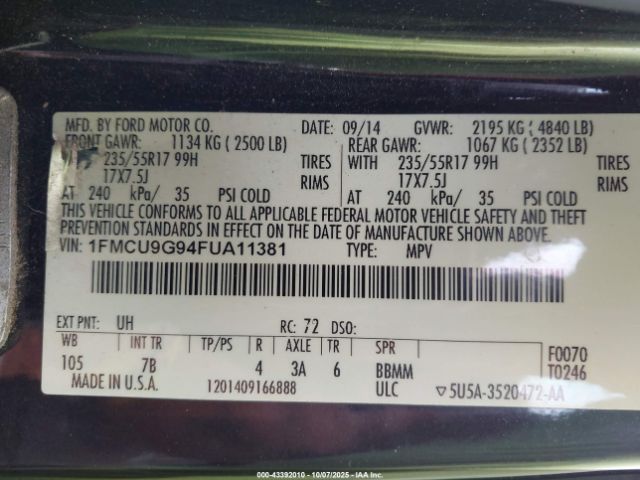 MFD. BY FORD MOTOR CO. DATE: 09/14 GVWR: 2195 KG ( 4840 LB)
FRONT GAWR: 1134 KG ( 2500 LB) REAR GAWR: 1067 KG ( 2352 LB)
235/55R17 99H TIRES WITH 235/55R17 99H TIRES
17X7.5J RIMS 17X7.5J RIMS
AT 240 kPa/ 35 PSI COLD AT 240 kPa/ 35 PSI COLD
THIS VEHICLE CONFORMS TO ALL APPLICABLE FEDERAL MOTOR VEHICLE SAFETY AND THEFT
PREVENTION STANDARDS IN EFFECT ON THE DATE OF MANUFACTURE SHOWN ABOVE.
VIN: 1FMCU9G94FUA11381 TYPE: MPV
EXT PNT: UH RC: 72 DSO:
WB INT TR TP/PS R AXLE TR SPR F0070
105 7B 4 3A 6 BBMM T0246
MADE IN U.S.A. 1201409166888 ULC ▽5U5A-3520472-AA
000-43392010 | 10/07/2025 | IAA Inc.